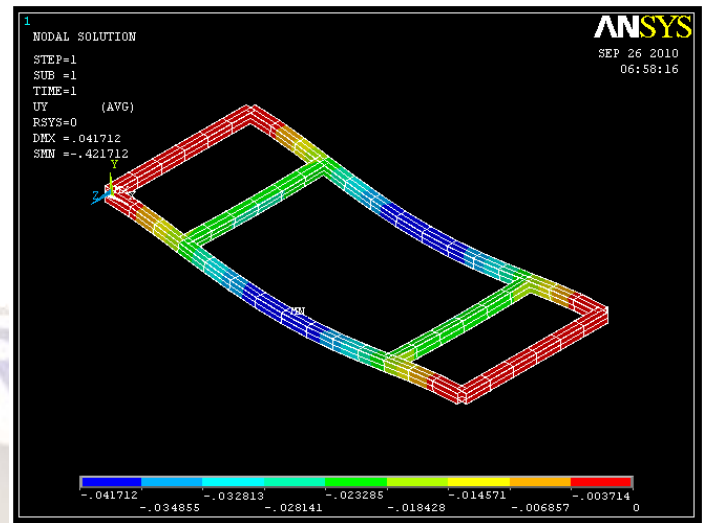 1
ANSYS
NODAL SOLUTION
SEP 26 2010
06:58:16
STEP=1
SUB =1
TIME=1
UY (AVG)
RSYS=0
DMX =.041712
SMN =-.421712
Y
Z
MN
-.041712 -.032813 -.023285 -.014571 -.003714
-.034855 -.028141 -.018428 -.006857 0